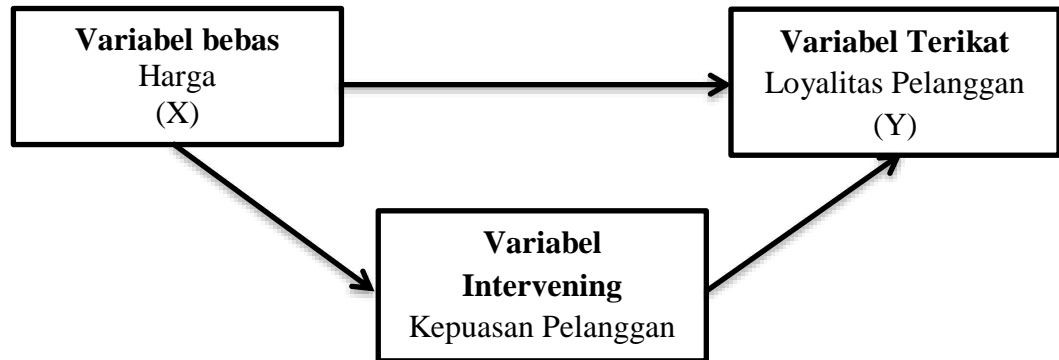 Variabel bebas
Harga
(X)
Variabel Terikat
Loyalitas Pelanggan
(Y)
Variabel
Intervening
Kepuasan Pelanggan